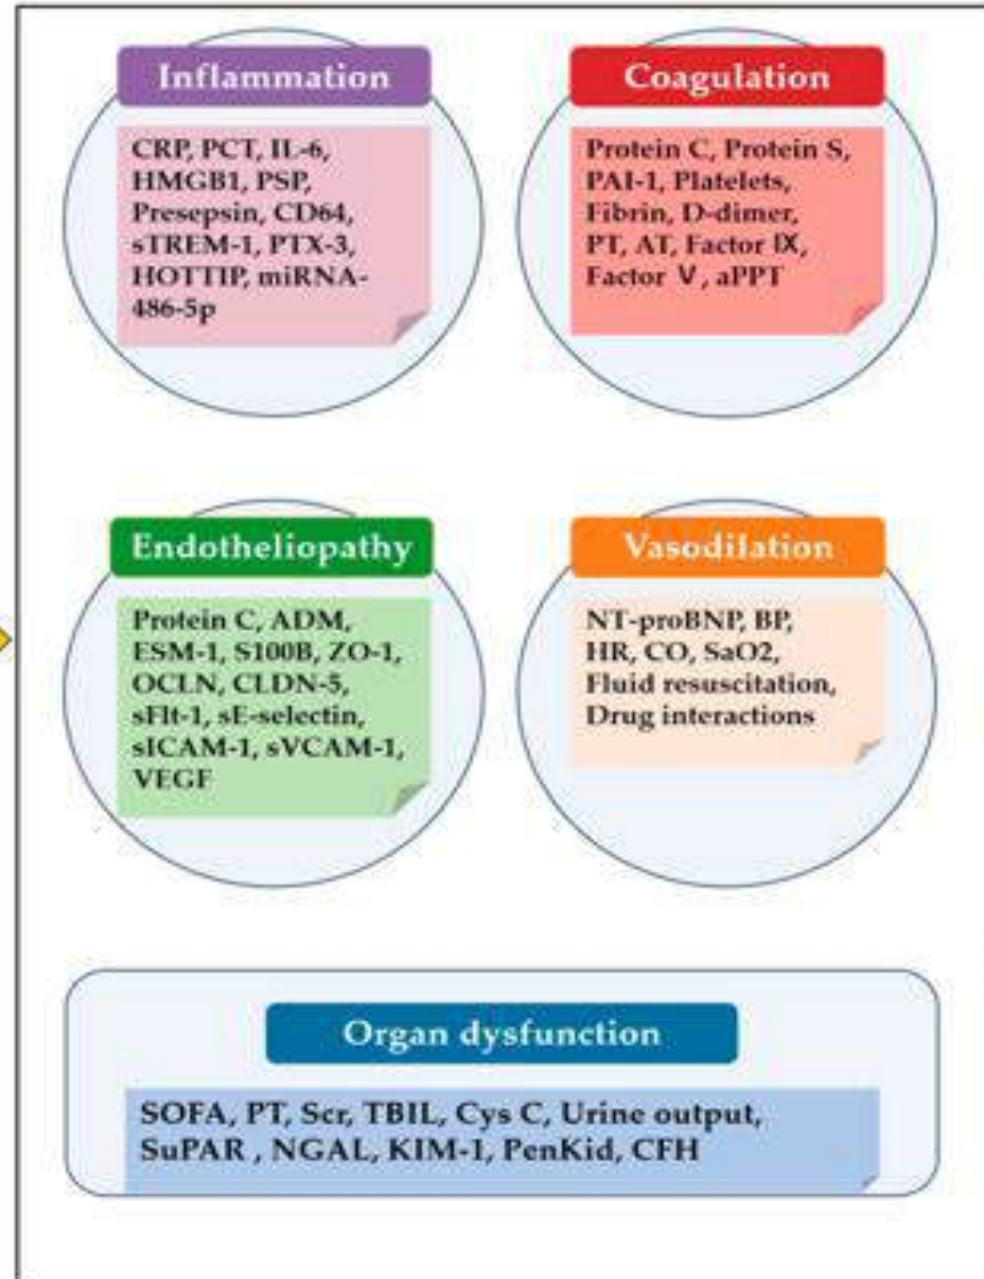 Inflammation
CRP, PCT, IL-6,
HMGB1, PSP,
Presepsin, CD64,
sTREM-1, PTX-3,
HOTTIP, miRNA-
486-5p
Coagulation
Protein C, Protein S,
PAI-1, Platelets,
Fibrin, D-dimer,
PT, AT, Factor Ⅸ,
Factor Ⅴ, aPPT
Endotheliopathy
Protein C, ADM,
ESM-1, S100B, ZO-1,
OCLN, CLDN-5,
sFlt-1, sE-selectin,
sICAM-1, sVCAM-1,
VEGF
Vasodilation
NT-proBNP, BP,
HR, CO, SaO2,
Fluid resuscitation,
Drug interactions
Organ dysfunction
SOFA, PT, Scr, TBIL, Cys C, Urine output,
SuPAR , NGAL, KIM-1, PenKid, CFH